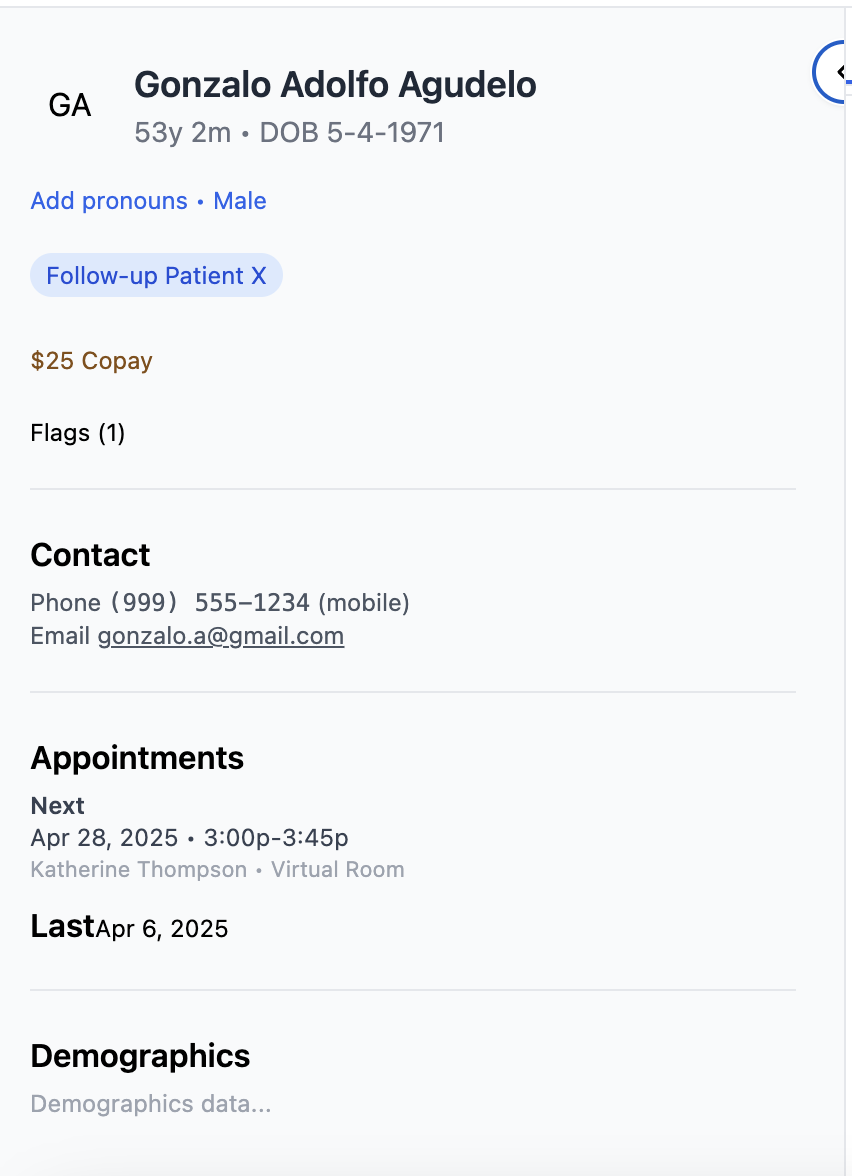 GA
Gonzalo Adolfo Agudelo
53y 2m • DOB 5-4-1971
Add pronouns • Male
Follow-up Patient X
$25 Copay
Flags (1)
Contact
Phone (999) 555–1234 (mobile)
Email gonzalo.a@gmail.com
Appointments
Next
Apr 28, 2025 • 3:00p-3:45p
Katherine Thompson • Virtual Room
LastApr 6, 2025
Demographics
Demographics data...